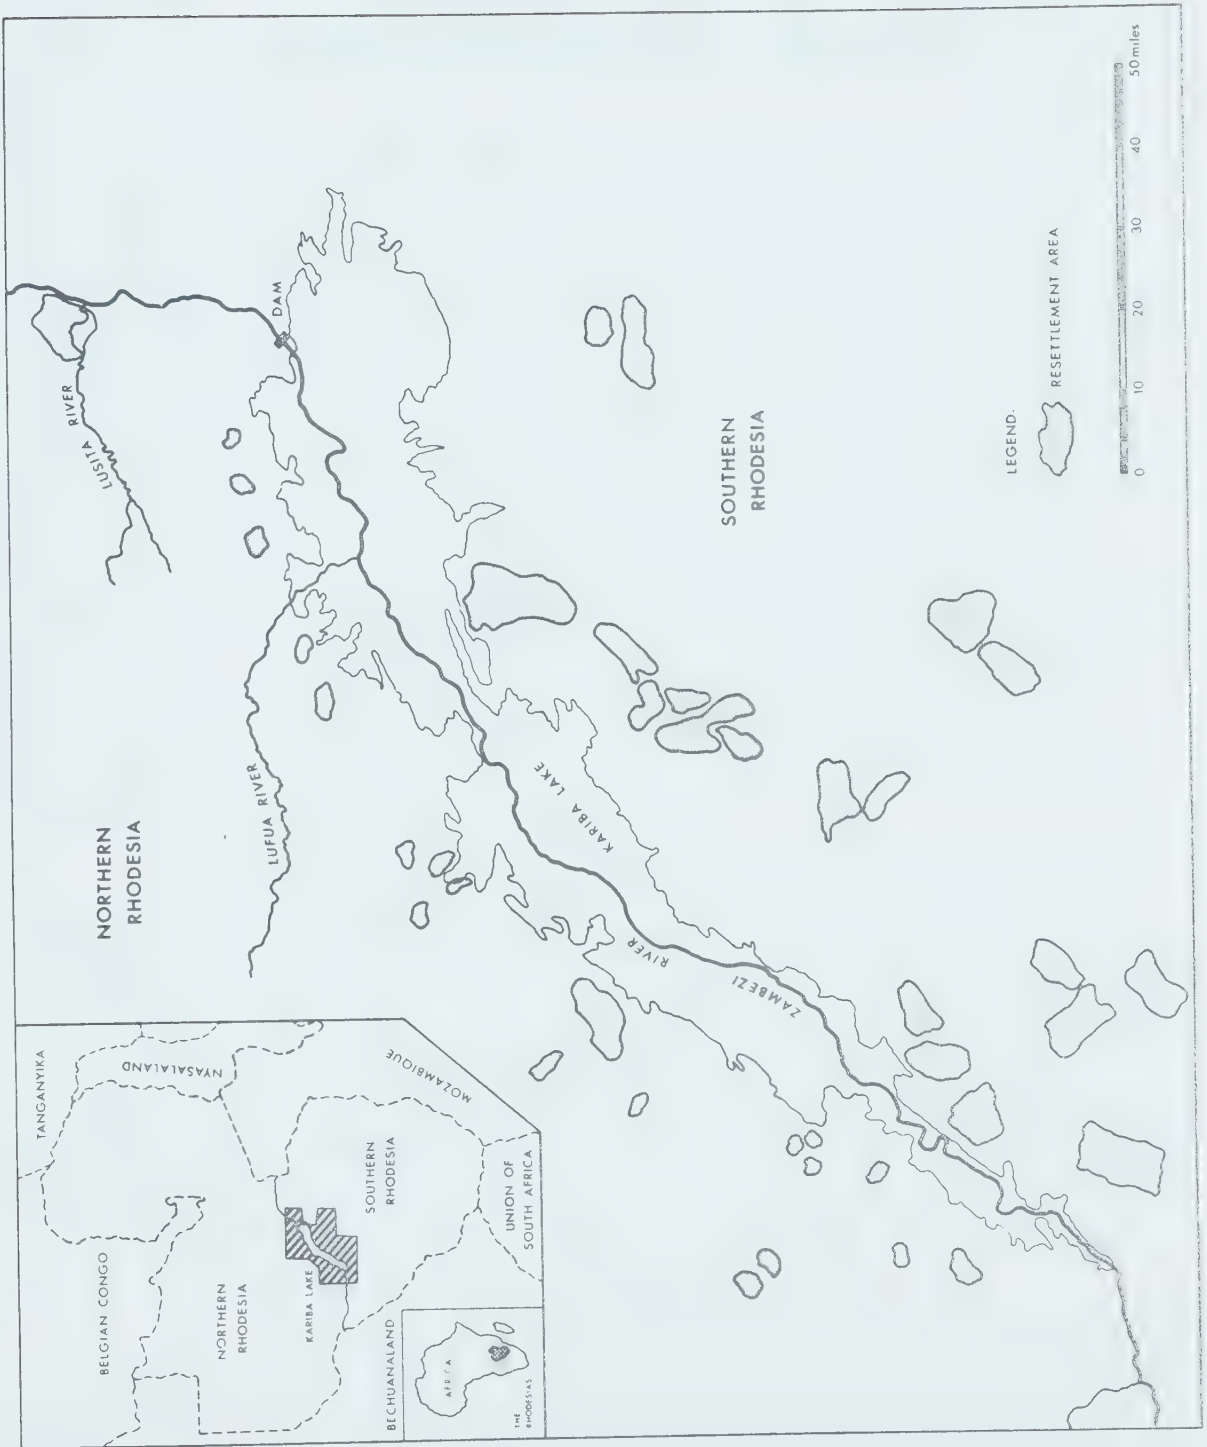 TANGANYIKA
NYASALALAND
BELGIAN CONGO
MOZAMBIQUE
NORTHERN
RHODESIA
SOUTHERN
RHODESIA
KARIBA LAKE
UNION OF
SOUTH AFRICA
BECHUANALAND
AFRICA
THE
RHODESIAS
NORTHERN
RHODESIA
LUSITA RIVER
LUFUA RIVER
DAM
KARIBA LAKE
ZAMBEZI
RIVER
SOUTHERN
RHODESIA
LEGEND.
RESETTLEMENT AREA
0 10 20 30 40 50 miles